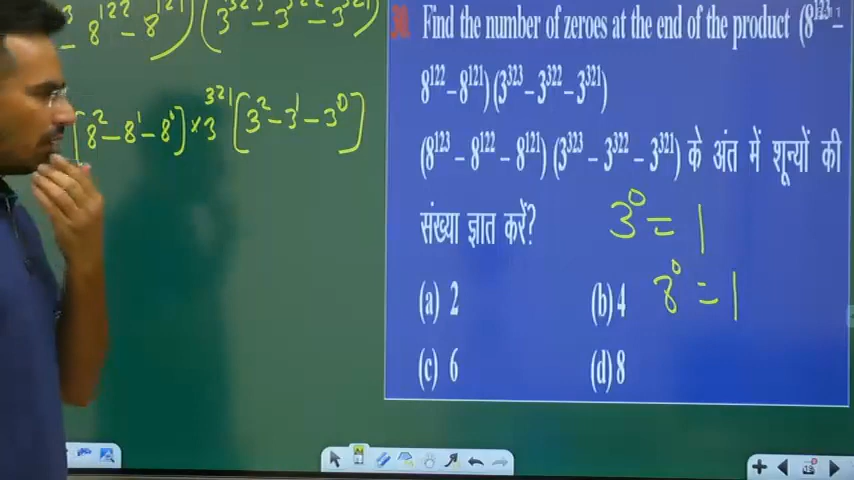 - 8¹²² - 8¹²¹) (3³²³ - 3³²² - 3³²¹)
[8² - 8¹ - 8⁰] × 3³²¹ [3² - 3¹ - 3⁰]
30. Find the number of zeroes at the end of the product (8¹²³ -
8¹²² - 8¹²¹) (3³²³ - 3³²² - 3³²¹)
(8¹²³ - 8¹²² - 8¹²¹) (3³²³ - 3³²² - 3³²¹) के अंत में शून्यों की
संख्या ज्ञात करें?
3⁰ = 1
8⁰ = 1
(a) 2
(b) 4
(c) 6
(d) 8